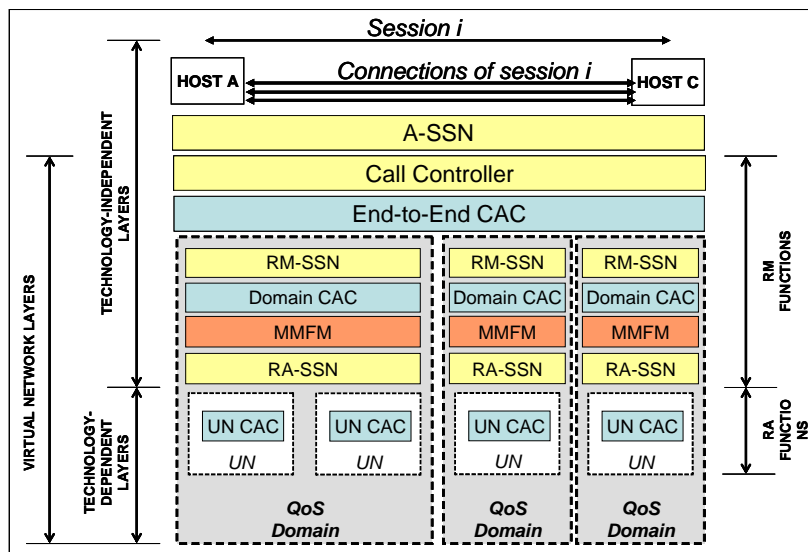 Session i
HOST A
Connections of session i
HOST C
A-SSN
Call Controller
End-to-End CAC
RM-SSN
RM-SSN
RM-SSN
Domain CAC
Domain CAC
Domain CAC
MMFM
MMFM
MMFM
RA-SSN
RA-SSN
RA-SSN
UN CAC
UN CAC
UN CAC
UN CAC
UN
UN
UN
UN
QoS
Domain
QoS
Domain
QoS
Domain
VIRTUAL NETWORK LAYERS
TECHNOLOGY-INDEPENDENT
LAYERS
TECHNOLOGY-
DEPENDENT
LAYERS
RM
FUNCTIONS
RA
FUNCTIO
NS